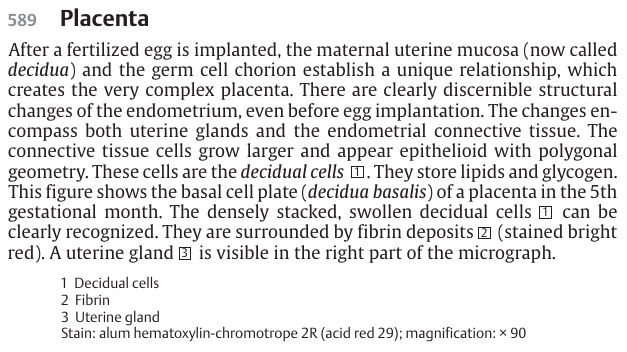 589 Placenta
After a fertilized egg is implanted, the maternal uterine mucosa (now called
decidua) and the germ cell chorion establish a unique relationship, which
creates the very complex placenta. There are clearly discernible structural
changes of the endometrium, even before egg implantation. The changes en-
compass both uterine glands and the endometrial connective tissue. The
connective tissue cells grow larger and appear epithelioid with polygonal
geometry. These cells are the decidual cells 1. They store lipids and glycogen.
This figure shows the basal cell plate (decidua basalis) of a placenta in the 5th
gestational month. The densely stacked, swollen decidual cells 1 can be
clearly recognized. They are surrounded by fibrin deposits 2 (stained bright
red). A uterine gland 3 is visible in the right part of the micrograph.
1 Decidual cells
2 Fibrin
3 Uterine gland
Stain: alum hematoxylin-chromotrope 2R (acid red 29); magnification: × 90